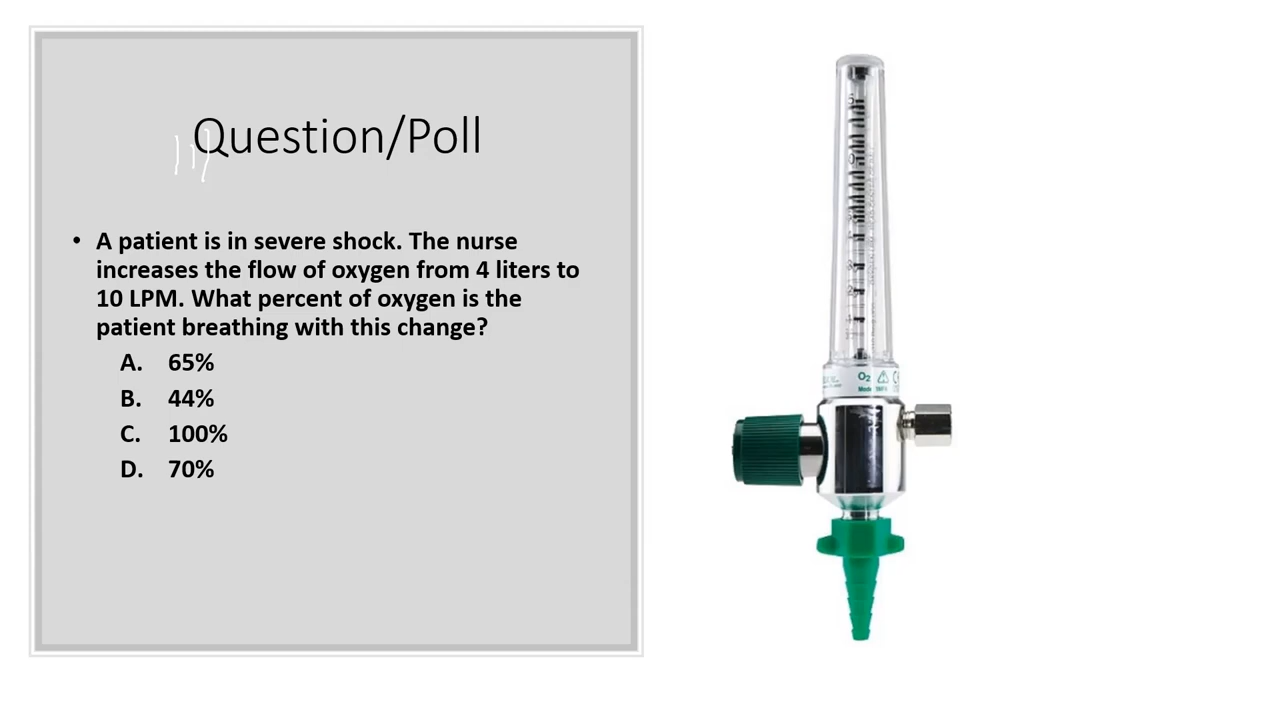 Question/Poll
• A patient is in severe shock. The nurse
increases the flow of oxygen from 4 liters to
10 LPM. What percent of oxygen is the
patient breathing with this change?
A. 65%
B. 44%
C. 100%
D. 70%
O2